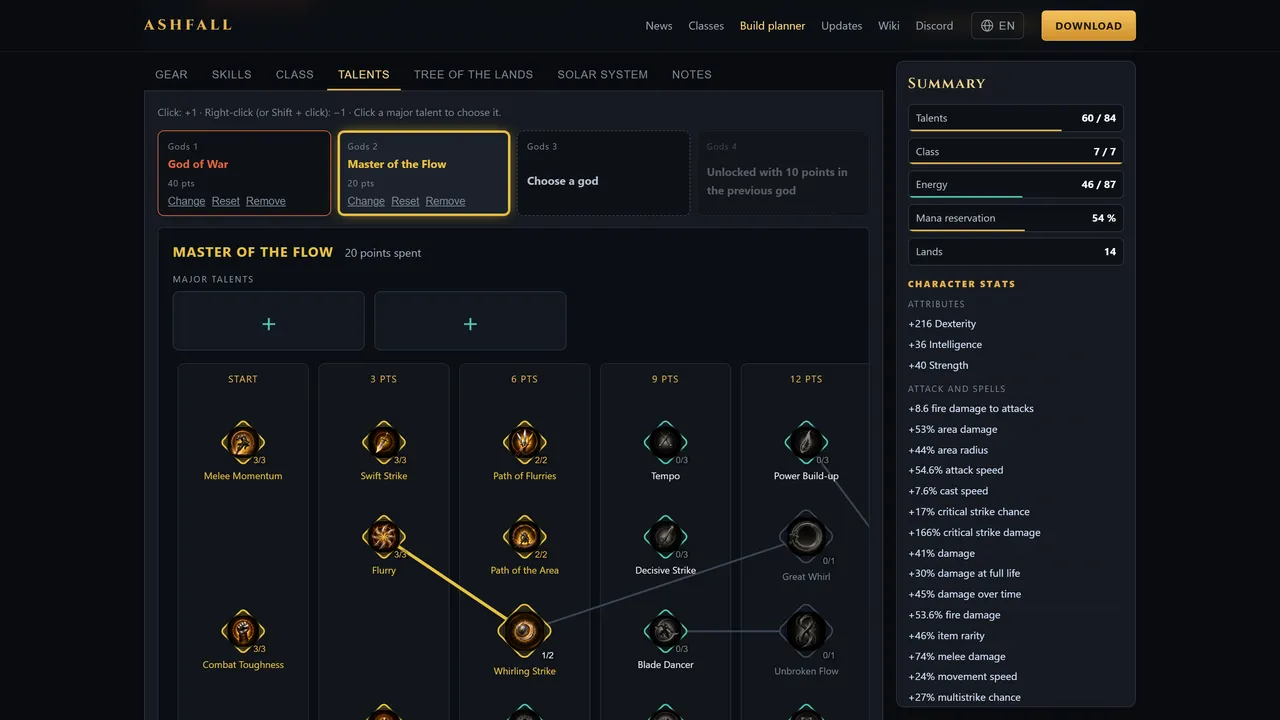 ASHFALL
News Classes Build planner Updates Wiki Discord EN DOWNLOAD
GEAR SKILLS CLASS TALENTS TREE OF THE LANDS SOLAR SYSTEM NOTES
Click: +1 · Right-click (or Shift + click): −1 · Click a major talent to choose it.
Gods 1
God of War
40 pts
Change Reset Remove
Gods 2
Master of the Flow
20 pts
Change Reset Remove
Gods 3
Choose a god
Gods 4
Unlocked with 10 points in
the previous god
MASTER OF THE FLOW 20 points spent
MAJOR TALENTS
+ +
START
3 PTS
6 PTS
9 PTS
12 PTS
3/3
Melee Momentum
3/3
Swift Strike
2/2
Path of Flurries
0/3
Tempo
0/3
Power Build-up
3/3
Flurry
2/2
Path of the Area
0/3
Decisive Strike
0/1
Great Whirl
3/3
Combat Toughness
1/2
Whirling Strike
0/3
Blade Dancer
0/1
Unbroken Flow
SUMMARY
Talents 60 / 84
Class 7 / 7
Energy 46 / 87
Mana reservation 54 %
Lands 14
CHARACTER STATS
ATTRIBUTES
+216 Dexterity
+36 Intelligence
+40 Strength
ATTACK AND SPELLS
+8.6 fire damage to attacks
+53% area damage
+44% area radius
+54.6% attack speed
+7.6% cast speed
+17% critical strike chance
+166% critical strike damage
+41% damage
+30% damage at full life
+45% damage over time
+53.6% fire damage
+46% item rarity
+74% melee damage
+24% movement speed
+27% multistrike chance